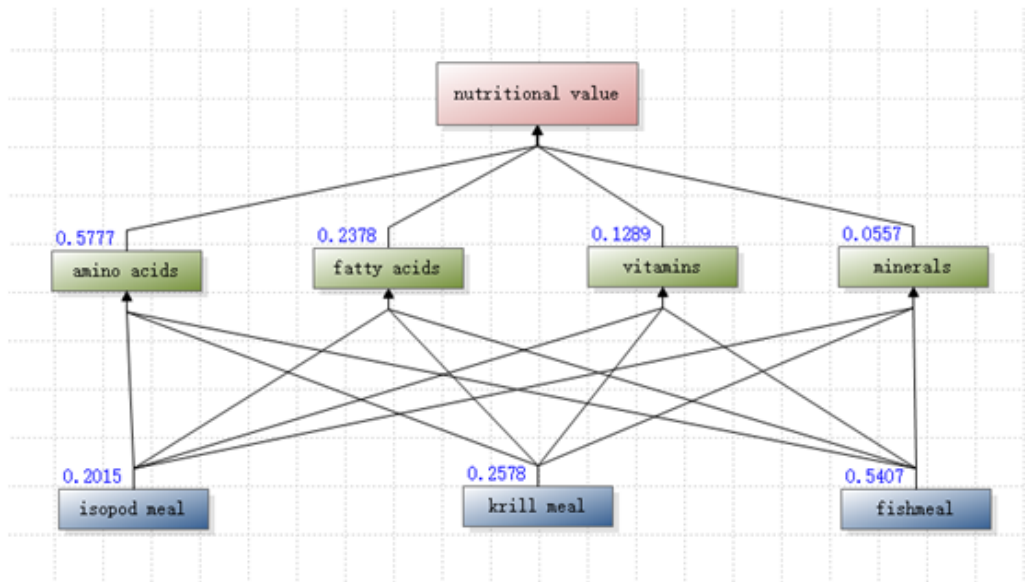 nutritional value
0.5777
0.2378
0.1289
0.0557
amino acids
fatty acids
vitamins
minerals
0.2015
0.2578
0.5407
isopod meal
krill meal
fishmeal